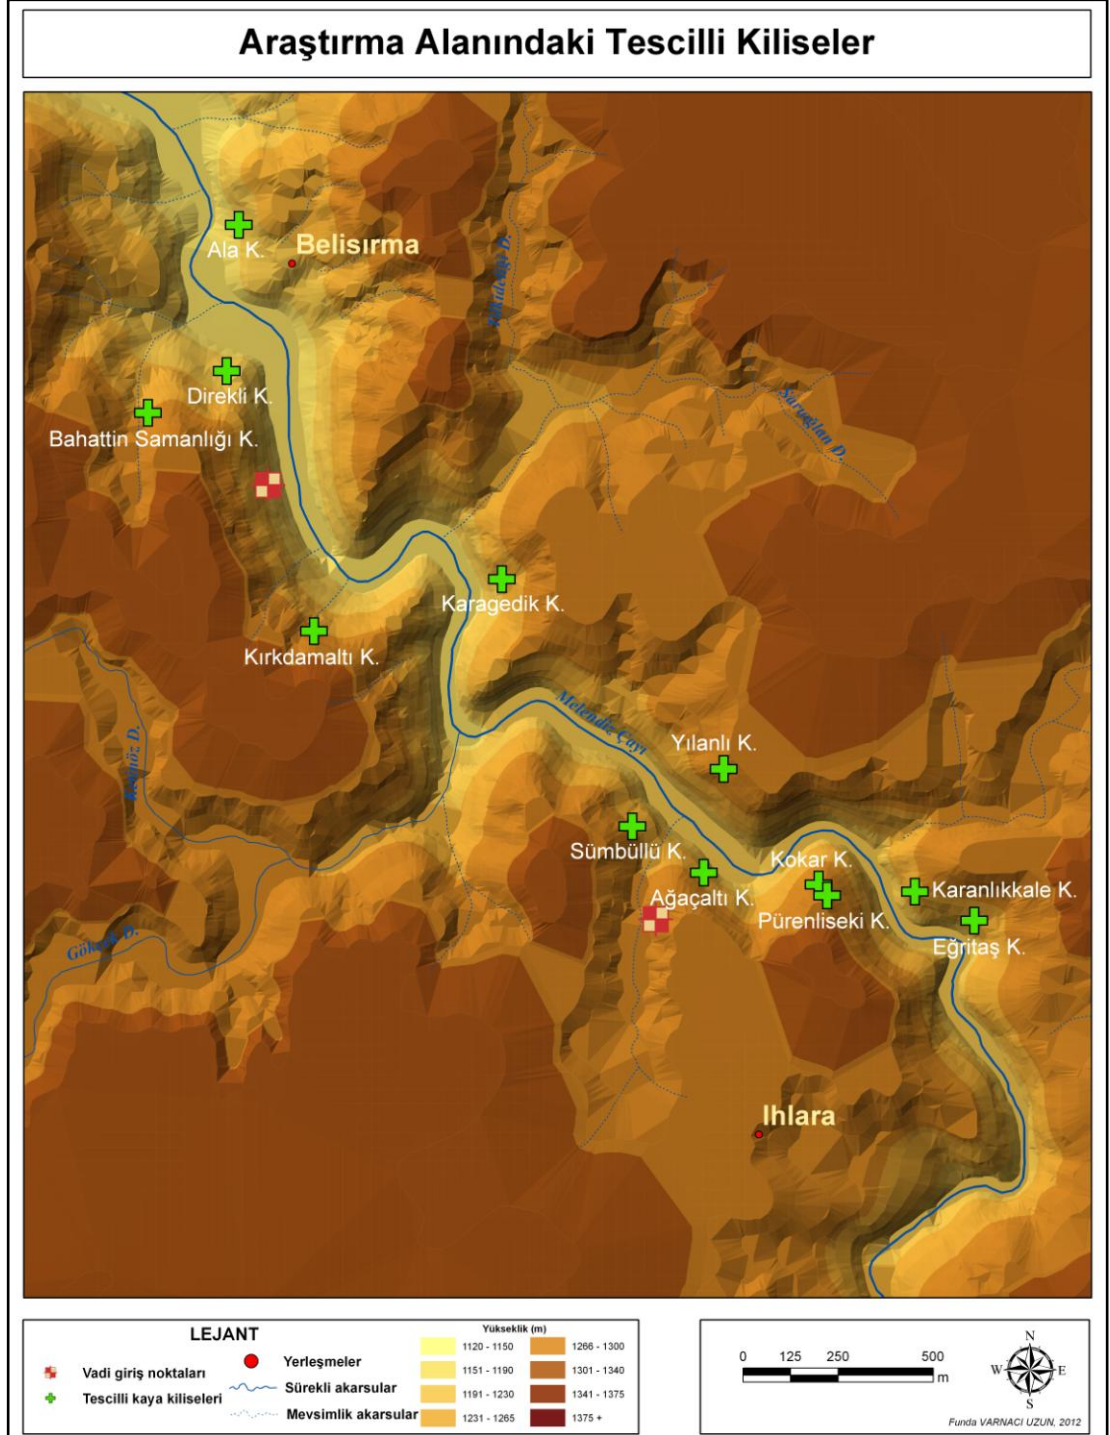 Araştırma Alanındaki Tescilli Kiliseler
Ala K.
Belisırma
Direkli K.
Bahattin Samanlığı K.
Suroğlan D.
Karagedik K.
Kırkdamaltı K.
Melendiz Çayı
Yılanlı K.
Sümbüllü K.
Kokar K.
Ağaçaltı K.
Karanlıkkale K.
Pürenliseki K.
Eğritaş K.
Ihlara
LEJANT
Vadi giriş noktaları
Tescilli kaya kiliseleri
Yerleşmeler
Sürekli akarsular
Mevsimlik akarsular
Yükseklik (m)
1120 - 1150
1151 - 1190
1191 - 1230
1231 - 1265
1266 - 1300
1301 - 1340
1341 - 1375
1375 +
0 125 250 500
m
N
W E
S
Funda VARNACI UZUN, 2012